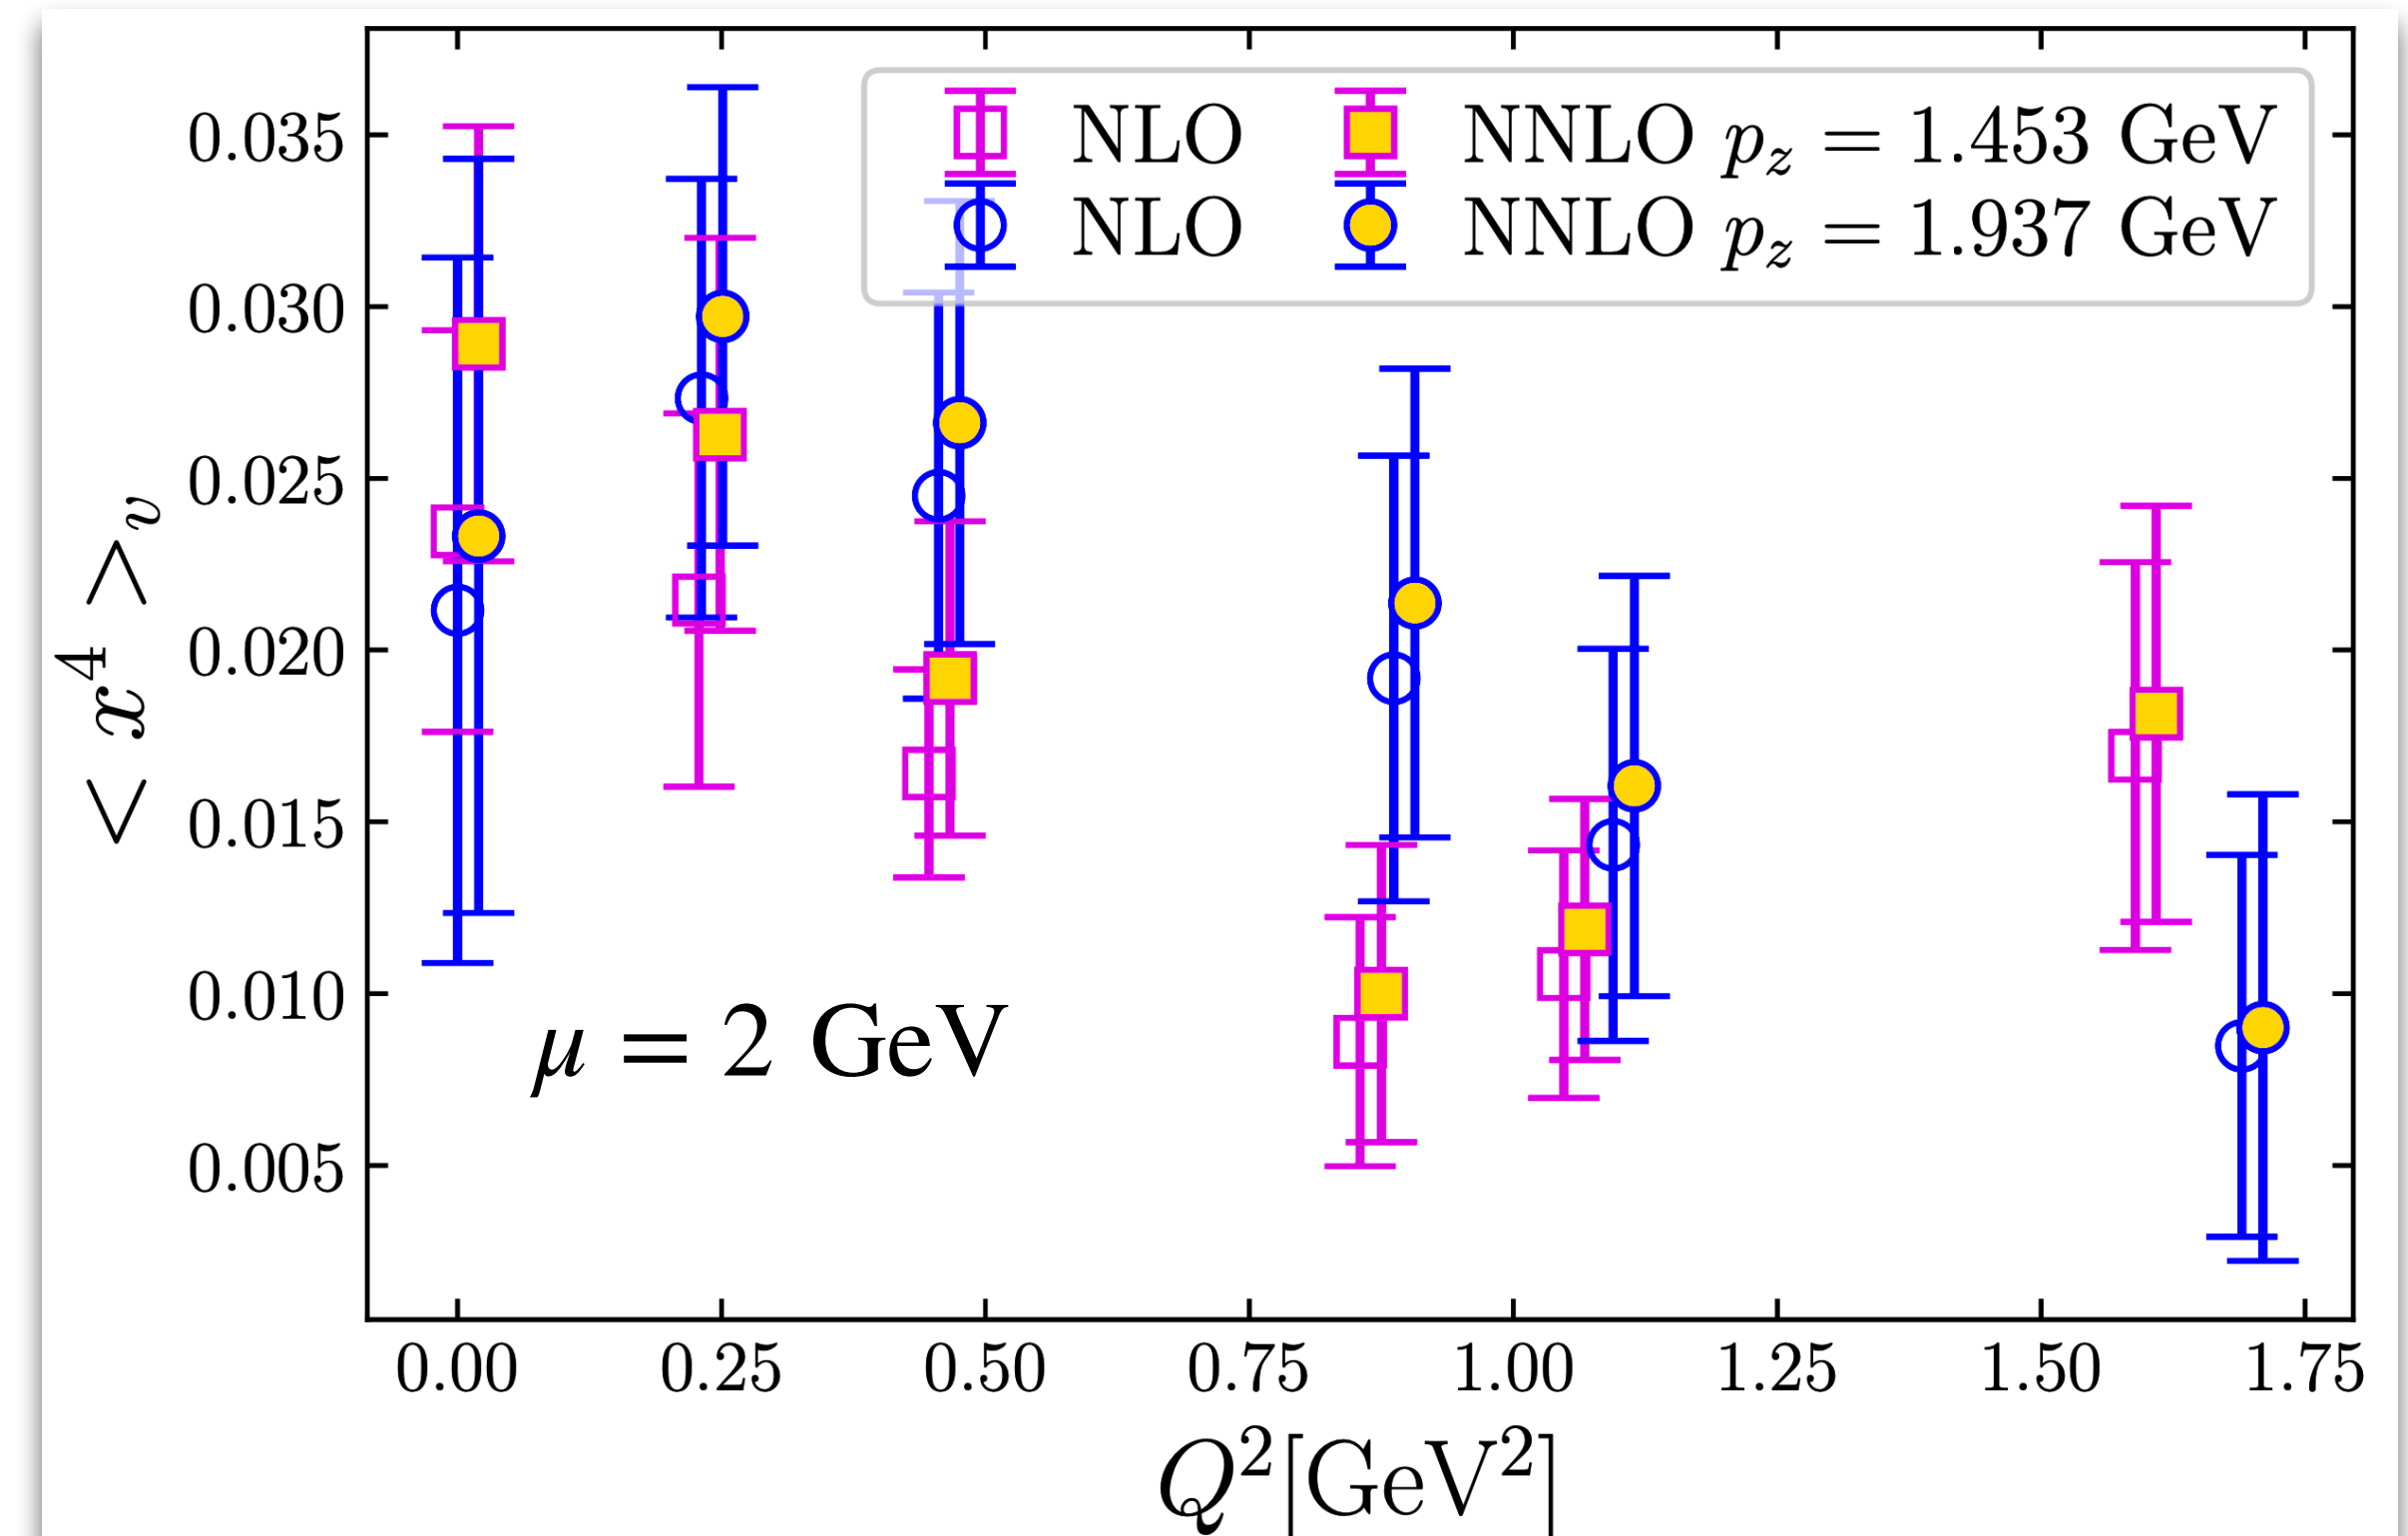 NLO NNLO p_z = 1.453 GeV
NLO NNLO p_z = 1.937 GeV
0.035
0.030
0.025
0.020
0.015
0.010
0.005
< x^4 >_v
μ = 2 GeV
0.00 0.25 0.50 0.75 1.00 1.25 1.50 1.75
Q^2[GeV^2]